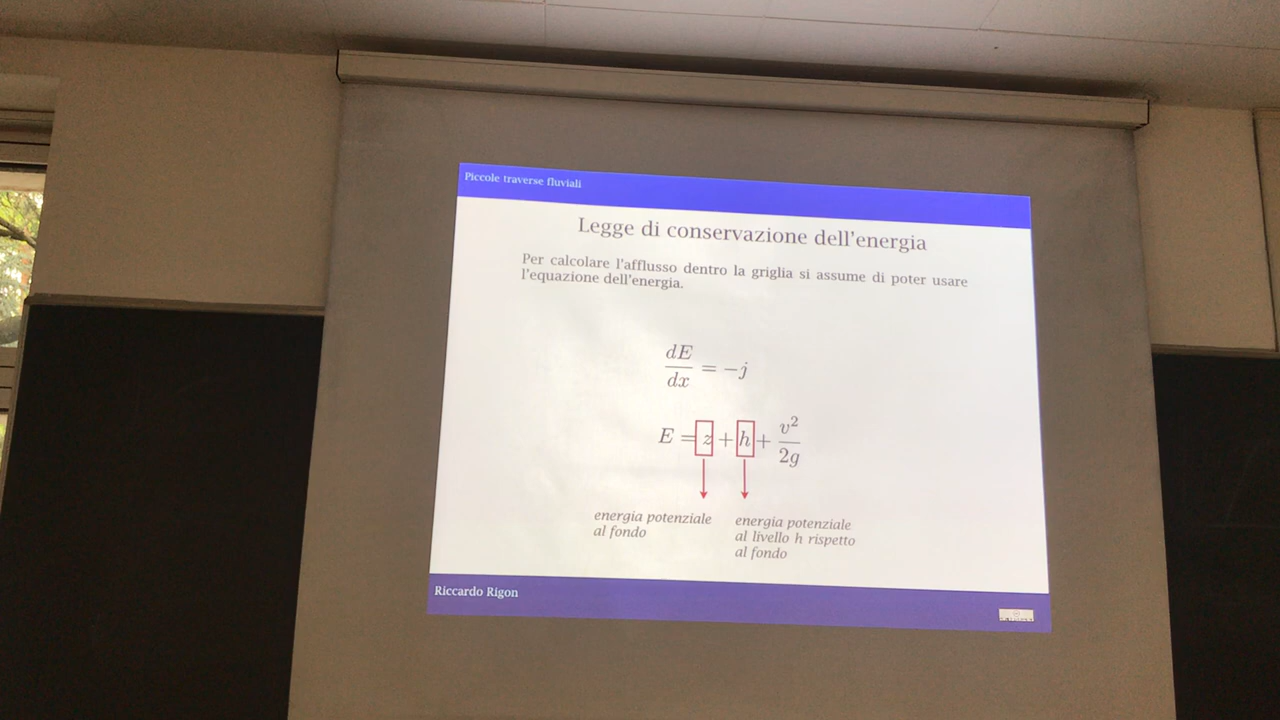 Piccole traverse fluviali
Legge di conservazione dell'energia
Per calcolare l'afflusso dentro la griglia si assume di poter usare
l'equazione dell'energia.
dE/dx = −j
E = z + h + v²/2g
energia potenziale
al fondo
energia potenziale
al livello h rispetto
al fondo
Riccardo Rigon